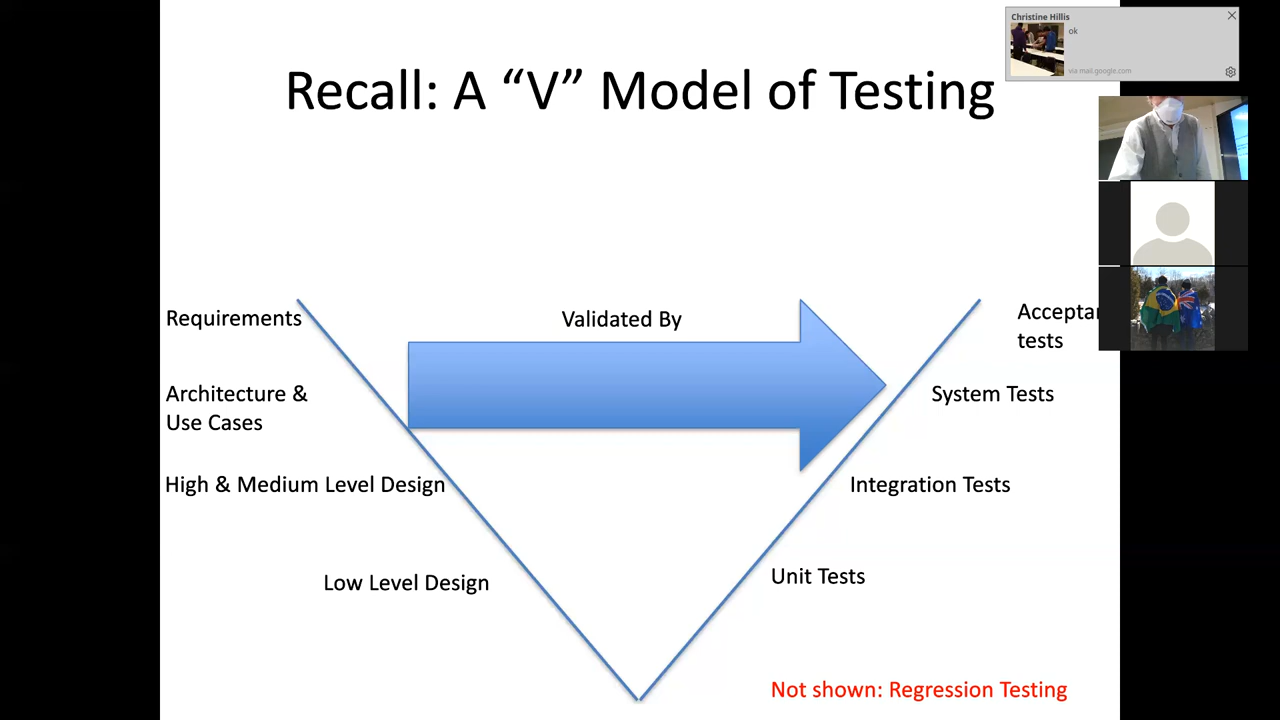 Christine Hillis
ok
via mail.google.com
Recall: A “V” Model of Testing
Requirements
Validated By
tests
Architecture &
Use Cases
System Tests
High & Medium Level Design
Integration Tests
Low Level Design
Unit Tests
Not shown: Regression Testing